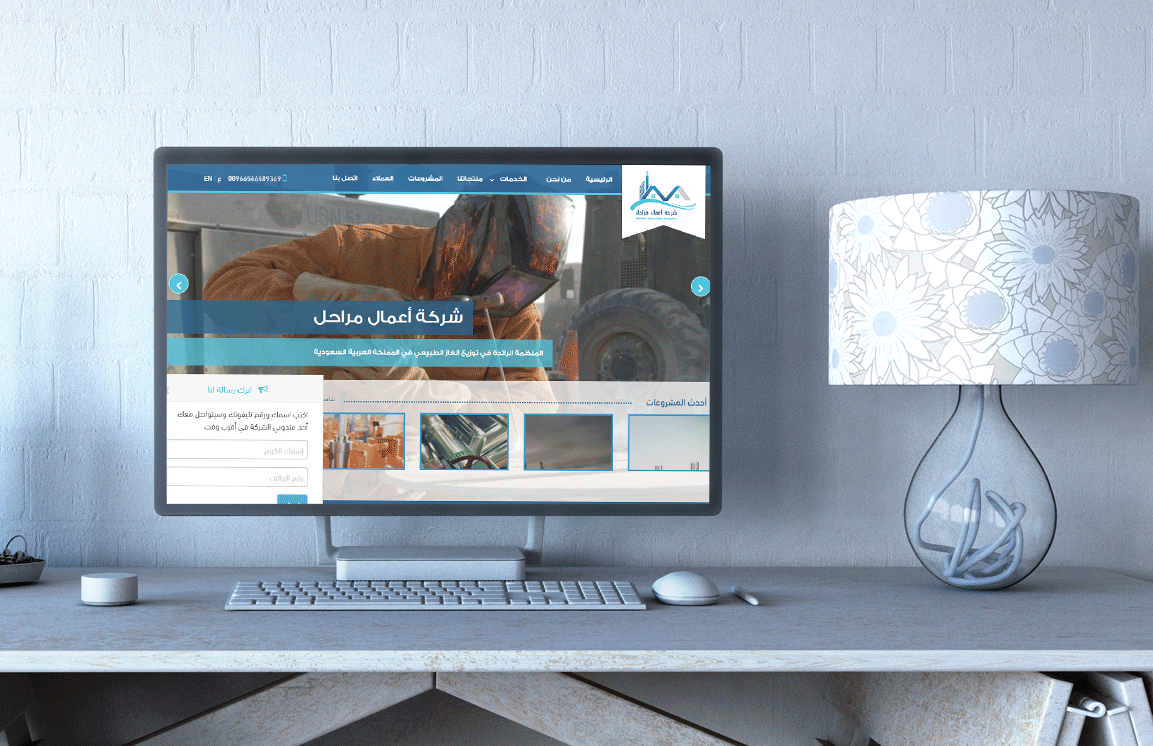 الرئيسية
من نحن
الخدمات
منتجاتنا
المشروعات
العملاء
اتصل بنا
00966546489369
ع
EN
شركة أعمال مراحل
USN
شركة أعمال مراحل
المنظمة الرائدة في توزيع الغاز الطبيعي في المملكة العربية السعودية
أحدث المشروعات
اترك رسالة لنا
اكتب اسمك ورقم تليفونك وسيتواصل معك
أحد مندوبي الشركة في أقرب وقت
إسمك الكريم
رقم الهاتف